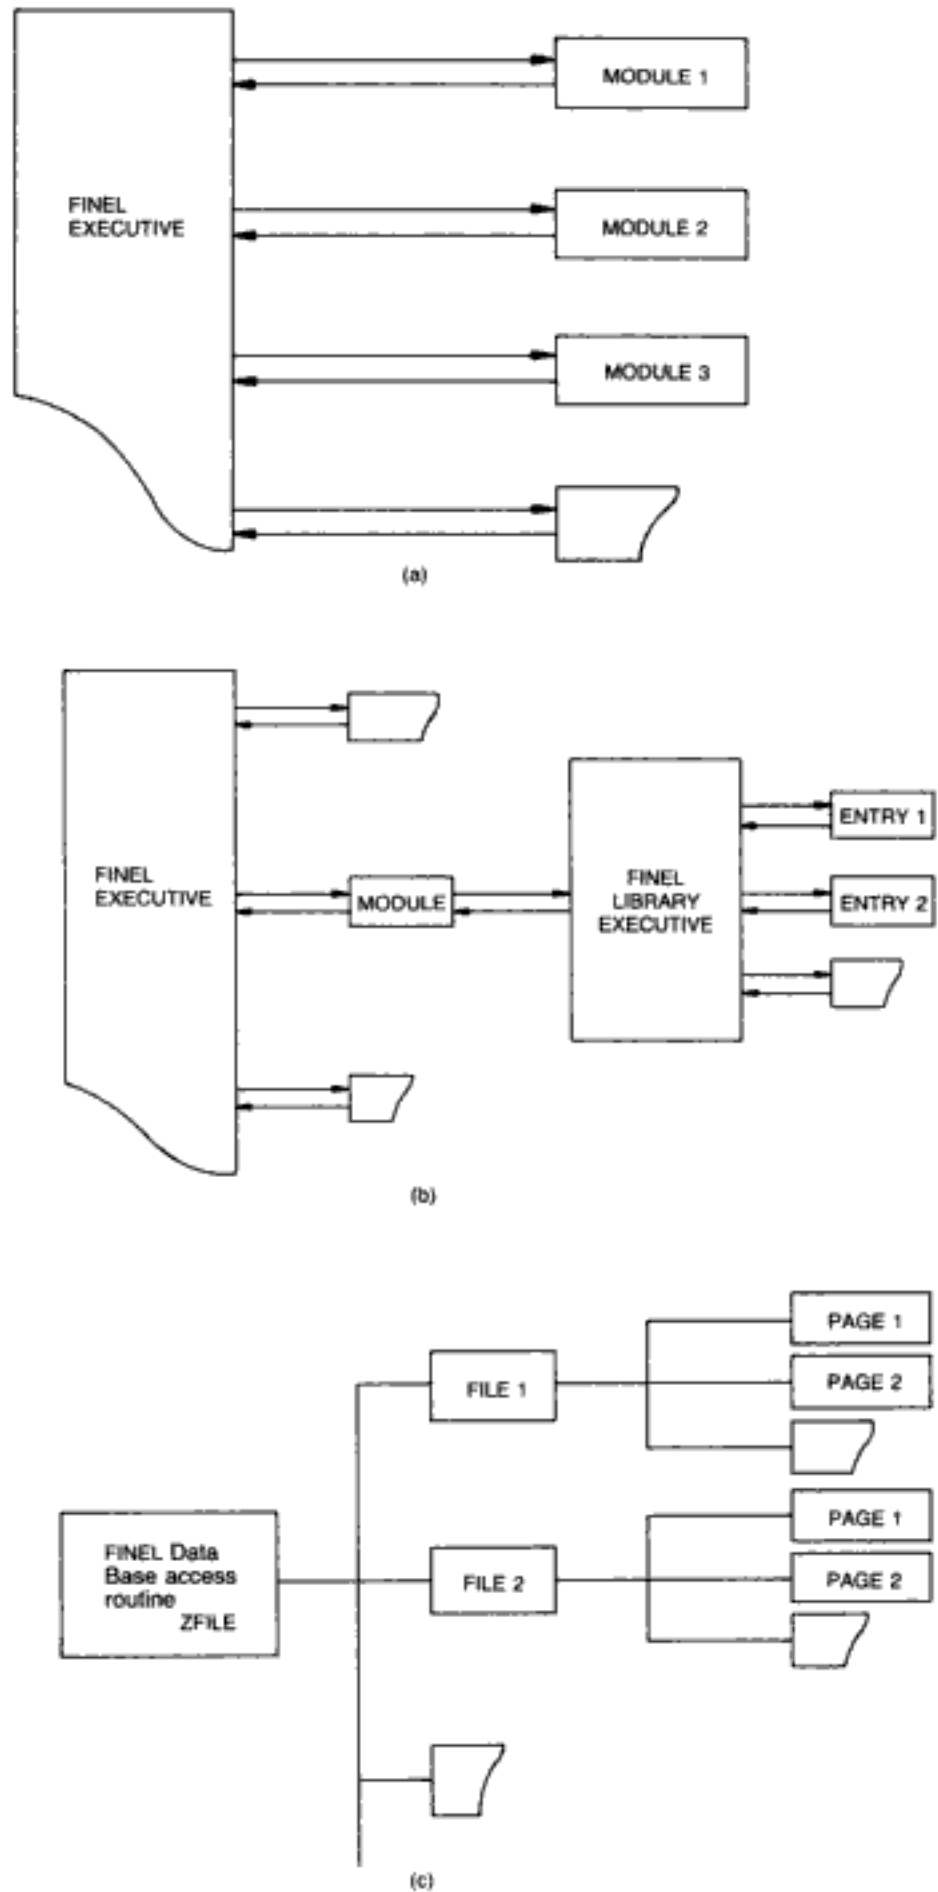 MODULE 1
FINEL
EXECUTIVE
MODULE 2
MODULE 3
(a)
ENTRY 1
FINEL
EXECUTIVE
MODULE
FINEL
LIBRARY
EXECUTIVE
ENTRY 2
(b)
PAGE 1
FILE 1
PAGE 2
PAGE 1
FINEL Data
Base access
routine
ZFILE
FILE 2
PAGE 2
(c)